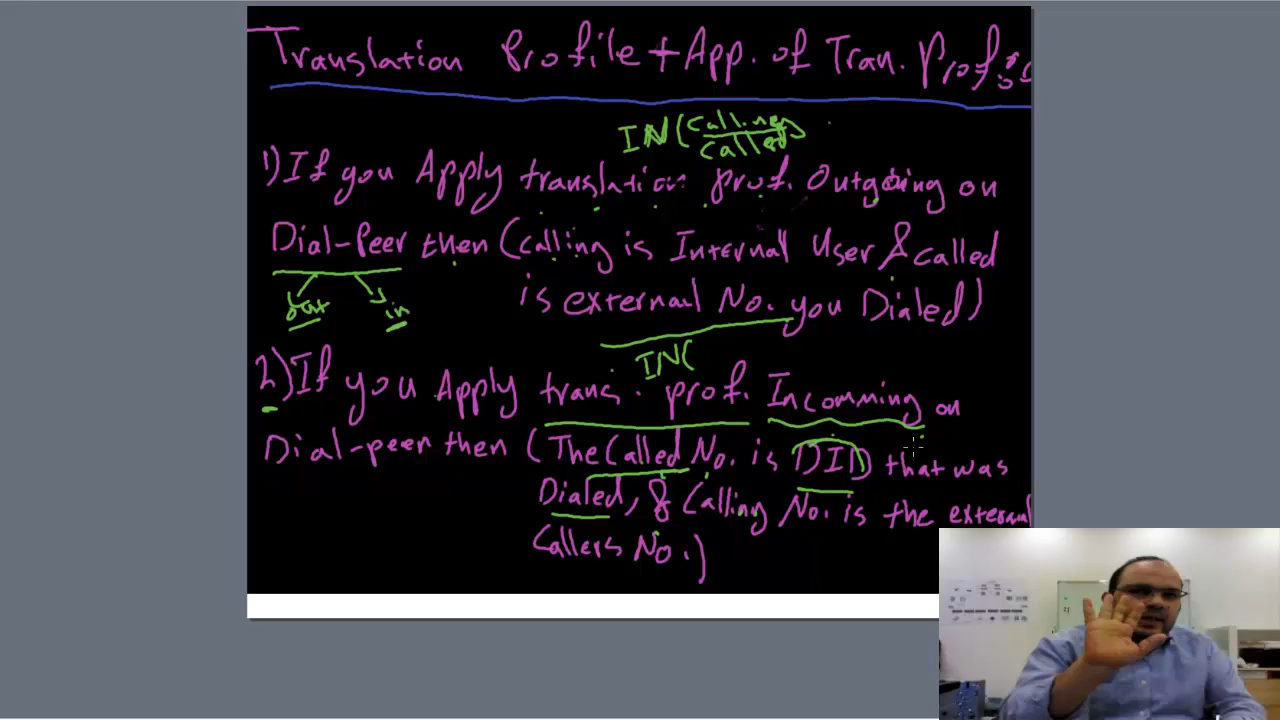 Translation Profile + App. of Tran. Prof.s
IN(Calling
Called)
1) If you Apply translation prof. Outgoing on
Dial-Peer then (calling is Internal User & called
is external No. you Dialed)
out in
IN(
2) If you Apply trans. prof. Incomming on
Dial-peer then (The Called No. is DID that was
Dialed, & Calling No. is the external
Callers No.)